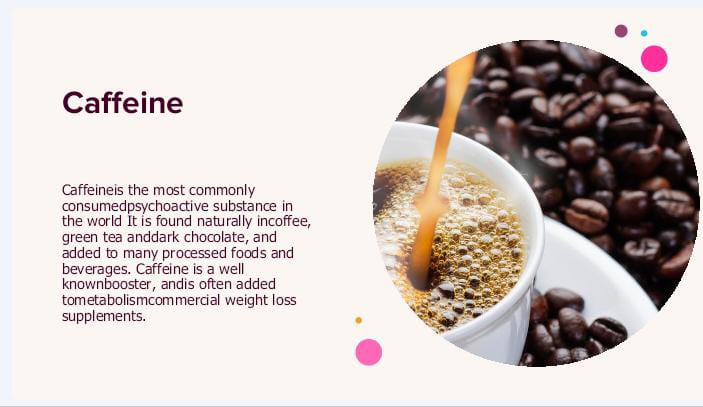 Caffeine
Caffeineis the most commonly
consumedpsychoactive substance in
the world It is found naturally incoffee,
green tea anddark chocolate, and
added to many processed foods and
beverages. Caffeine is a well
knownbooster, andis often added
tometabolismcommercial weight loss
supplements.